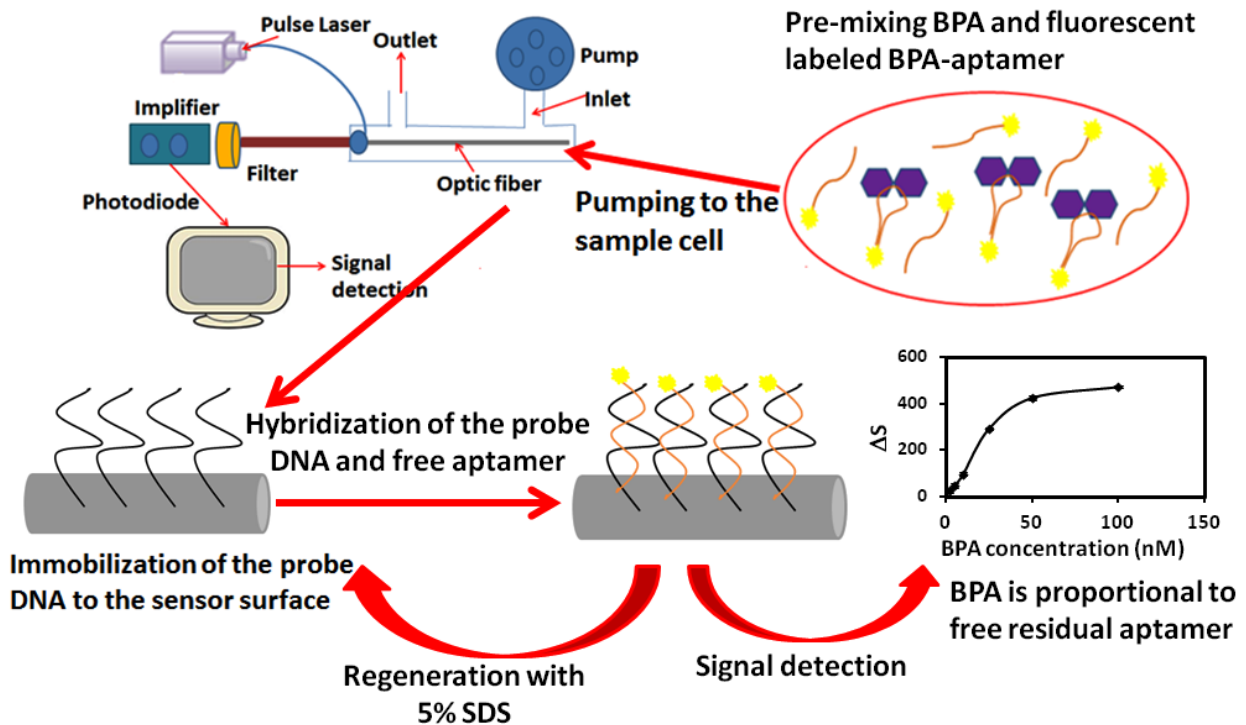 Pulse Laser
Outlet
Pump
Inlet
Implifier
Filter
Optic fiber
Photodiode
Signal
detection
Pre-mixing BPA and fluorescent
labeled BPA-aptamer
Pumping to the
sample cell
Hybridization of the probe
DNA and free aptamer
Immobilization of the probe
DNA to the sensor surface
Regeneration with
5% SDS
Signal detection
600
400
200
0
ΔS
0 50 100 150
BPA concentration (nM)
BPA is proportional to
free residual aptamer